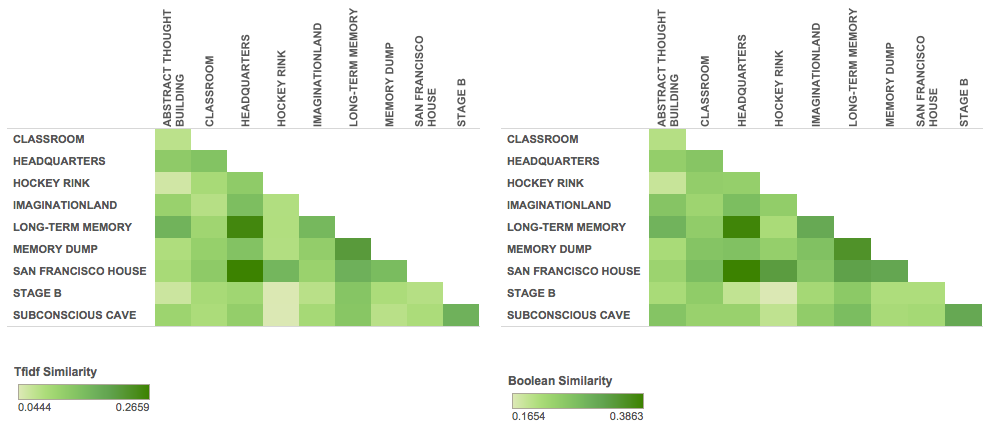 ABSTRACT THOUGHT
BUILDING
CLASSROOM
HEADQUARTERS
HOCKEY RINK
IMAGINATIONLAND
LONG-TERM MEMORY
MEMORY DUMP
SAN FRANCISCO
HOUSE
STAGE B
CLASSROOM
HEADQUARTERS
HOCKEY RINK
IMAGINATIONLAND
LONG-TERM MEMORY
MEMORY DUMP
SAN FRANCISCO HOUSE
STAGE B
SUBCONSCIOUS CAVE
Tfidf Similarity
0.0444 0.2659
ABSTRACT THOUGHT
BUILDING
CLASSROOM
HEADQUARTERS
HOCKEY RINK
IMAGINATIONLAND
LONG-TERM MEMORY
MEMORY DUMP
SAN FRANCISCO
HOUSE
STAGE B
CLASSROOM
HEADQUARTERS
HOCKEY RINK
IMAGINATIONLAND
LONG-TERM MEMORY
MEMORY DUMP
SAN FRANCISCO HOUSE
STAGE B
SUBCONSCIOUS CAVE
Boolean Similarity
0.1654 0.3863